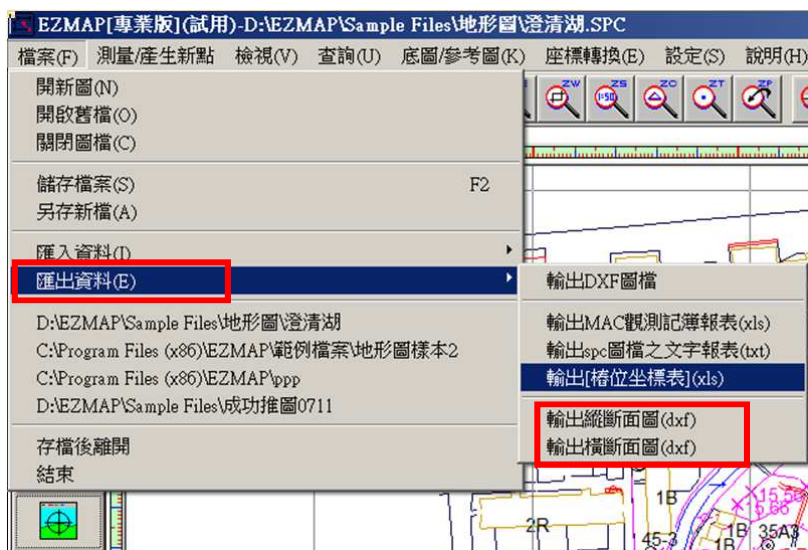 EZMAP[專業版](試用)-D:\EZMAP\Sample Files\地形圖\澄清湖.SPC
檔案(F) 測量/產生新點 檢視(V) 查詢(U) 底圖/參考圖(K) 座標轉換(E) 設定(S) 說明(H)
開新圖(N)
開啟舊檔(O)
關閉圖檔(C)
儲存檔案(S) F2
另存新檔(A)
匯入資料(I)
匯出資料(E)
D:\EZMAP\Sample Files\地形圖\澄清湖
C:\Program Files (x86)\EZMAP\範例檔案\地形圖樣本2
C:\Program Files (x86)\EZMAP\ppp
D:\EZMAP\Sample Files\成功推圖0711
存檔後離開
結束
ZW ZS ZC ZT ZP
輸出DXF圖檔
輸出MAC觀測記簿報表(xls)
輸出spc圖檔之文字報表(txt)
輸出[樁位坐標表](xls)
輸出縱斷面圖(dxf)
輸出橫斷面圖(dxf)
1B
2R
45-3
1B
1B
35A3